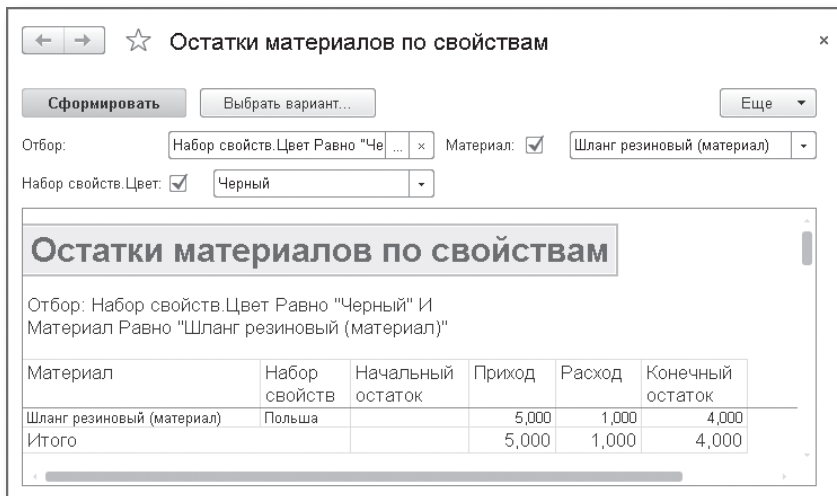 Остатки материалов по свойствам
Сформировать Выбрать вариант... Еще
Отбор: Набор свойств.Цвет Равно "Че ... Материал: Шланг резиновый (материал)
Набор свойств.Цвет: Черный
Остатки материалов по свойствам
Отбор: Набор свойств.Цвет Равно "Черный" И
Материал Равно "Шланг резиновый (материал)"
Материал Набор свойств Начальный остаток Приход Расход Конечный остаток
Шланг резиновый (материал) Польша 5,000 1,000 4,000
Итого 5,000 1,000 4,000